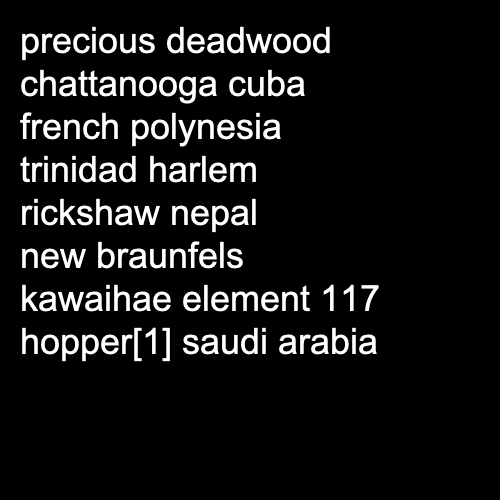 precious deadwood
chattanooga cuba
french polynesia
trinidad harlem
rickshaw nepal
new braunfels
kawaihae element 117
hopper[1] saudi arabia